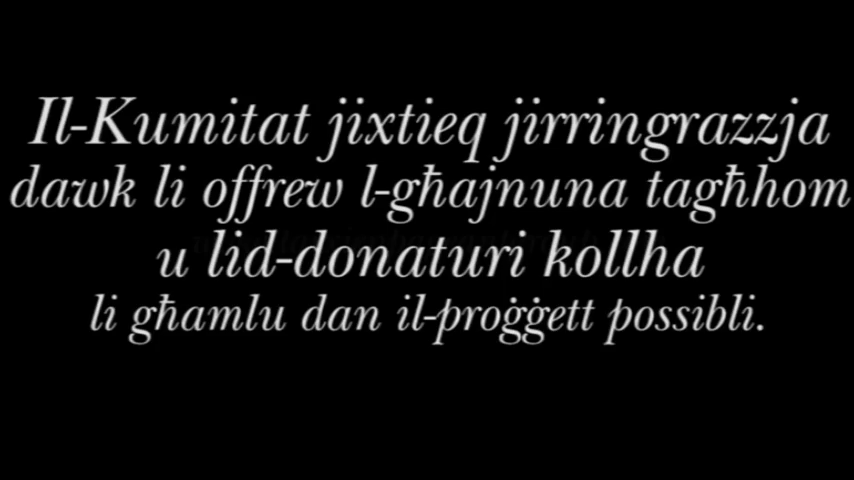 Il-Kumitat jixtieq jirringrazzja
dawk li offrew l-għajnuna tagħhom
u lid-donaturi kollha
li għamlu dan il-proġġett possibli.